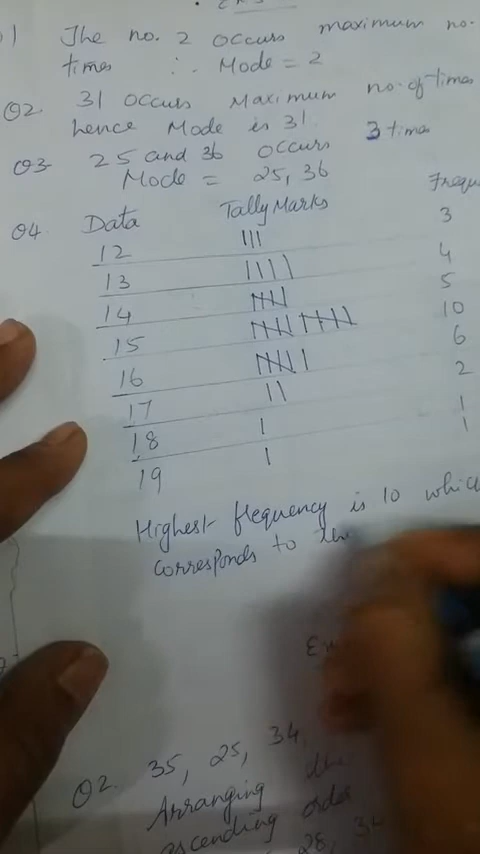 1 The no. 2 occurs maximum no.
times ∴ Mode = 2
Q2 31 occurs Maximum no. of times
hence Mode is 31.
Q3 25 and 36 occurs 3 times
Mode = 25, 36
Q4 Data Tally Marks Frequ
12 ||| 3
13 |||| 4
14 𝍸 5
15 𝍸 𝍸 10
16 𝍸 | 6
17 || 2
18 | 1
19 | 1
Highest frequency is 10 which
corresponds to the
Q2. 35, 25, 34,
Arranging the
ascending order
28, 34